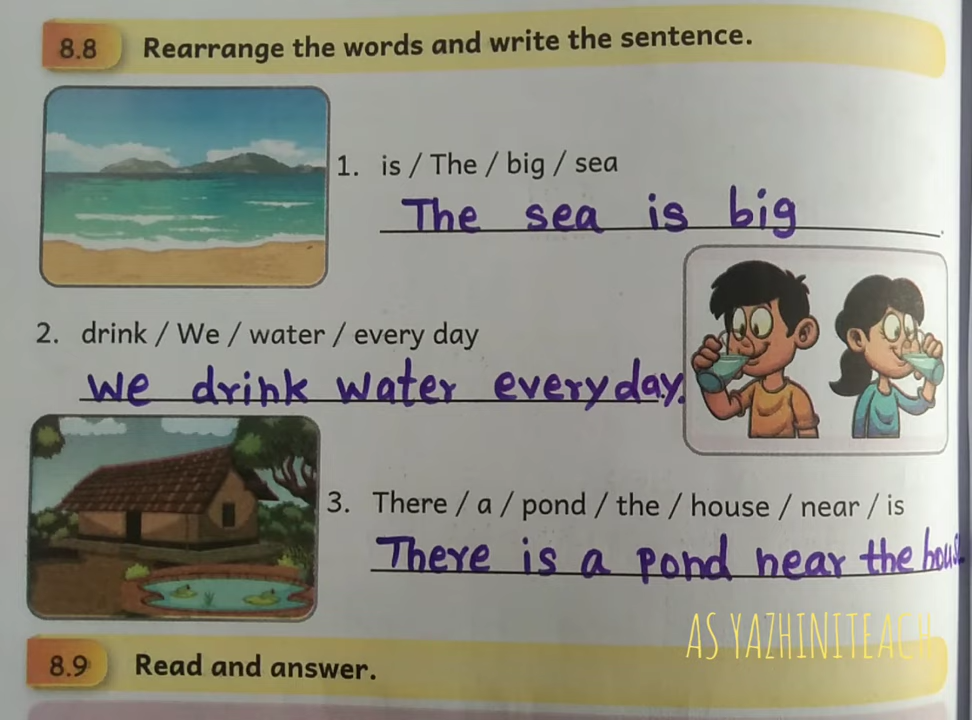 8.8 Rearrange the words and write the sentence.
1. is / The / big / sea
The sea is big .
2. drink / We / water / every day
We drink water everyday.
3. There / a / pond / the / house / near / is
There is a pond near the hous
AS YAZHINITEACH
8.9 Read and answer.